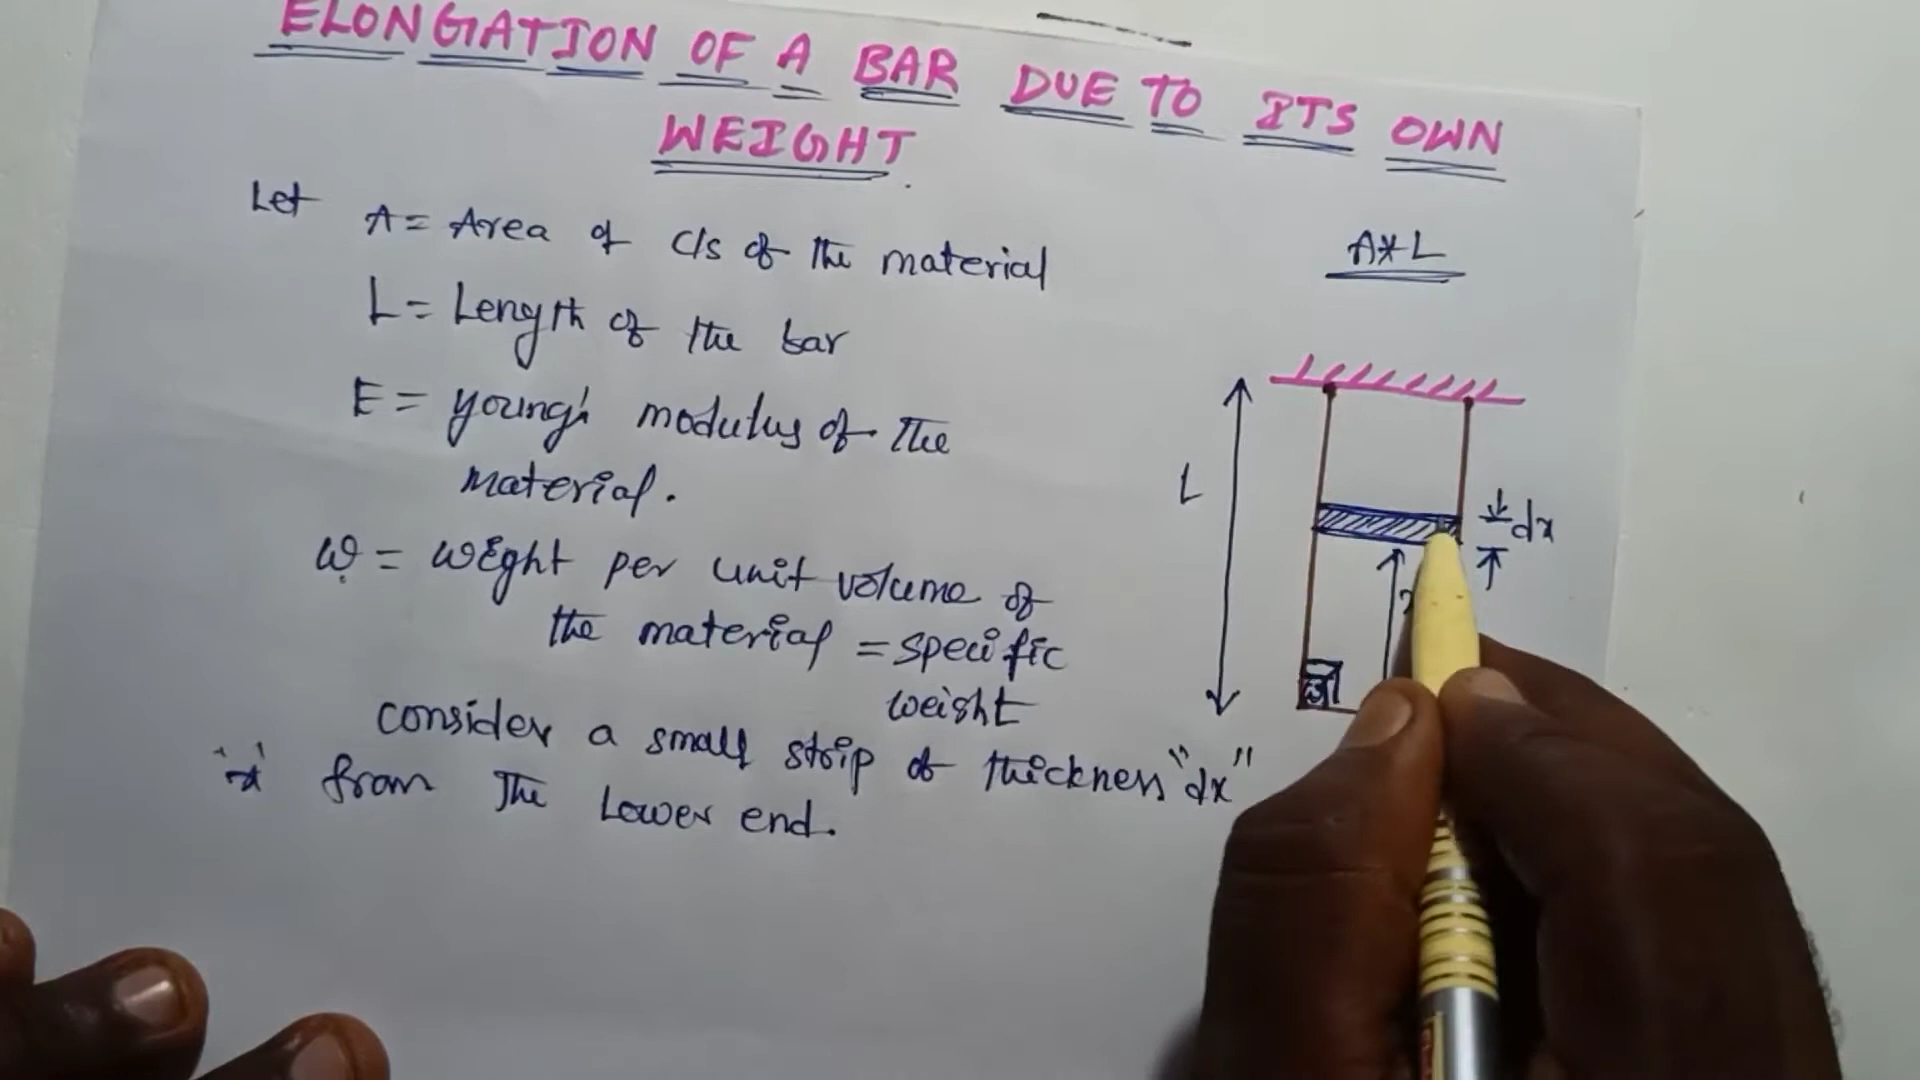 ELONGATION OF A BAR DUE TO ITS OWN
WEIGHT.
Let A = Area of c/s of the material
L = Length of the bar
E = young's modulus of the
material.
ω = weight per unit volume of
the material = specific
weight
consider a small strip of thickness "dx"
'x' from the Lower end.
A*L
L
dx
ω